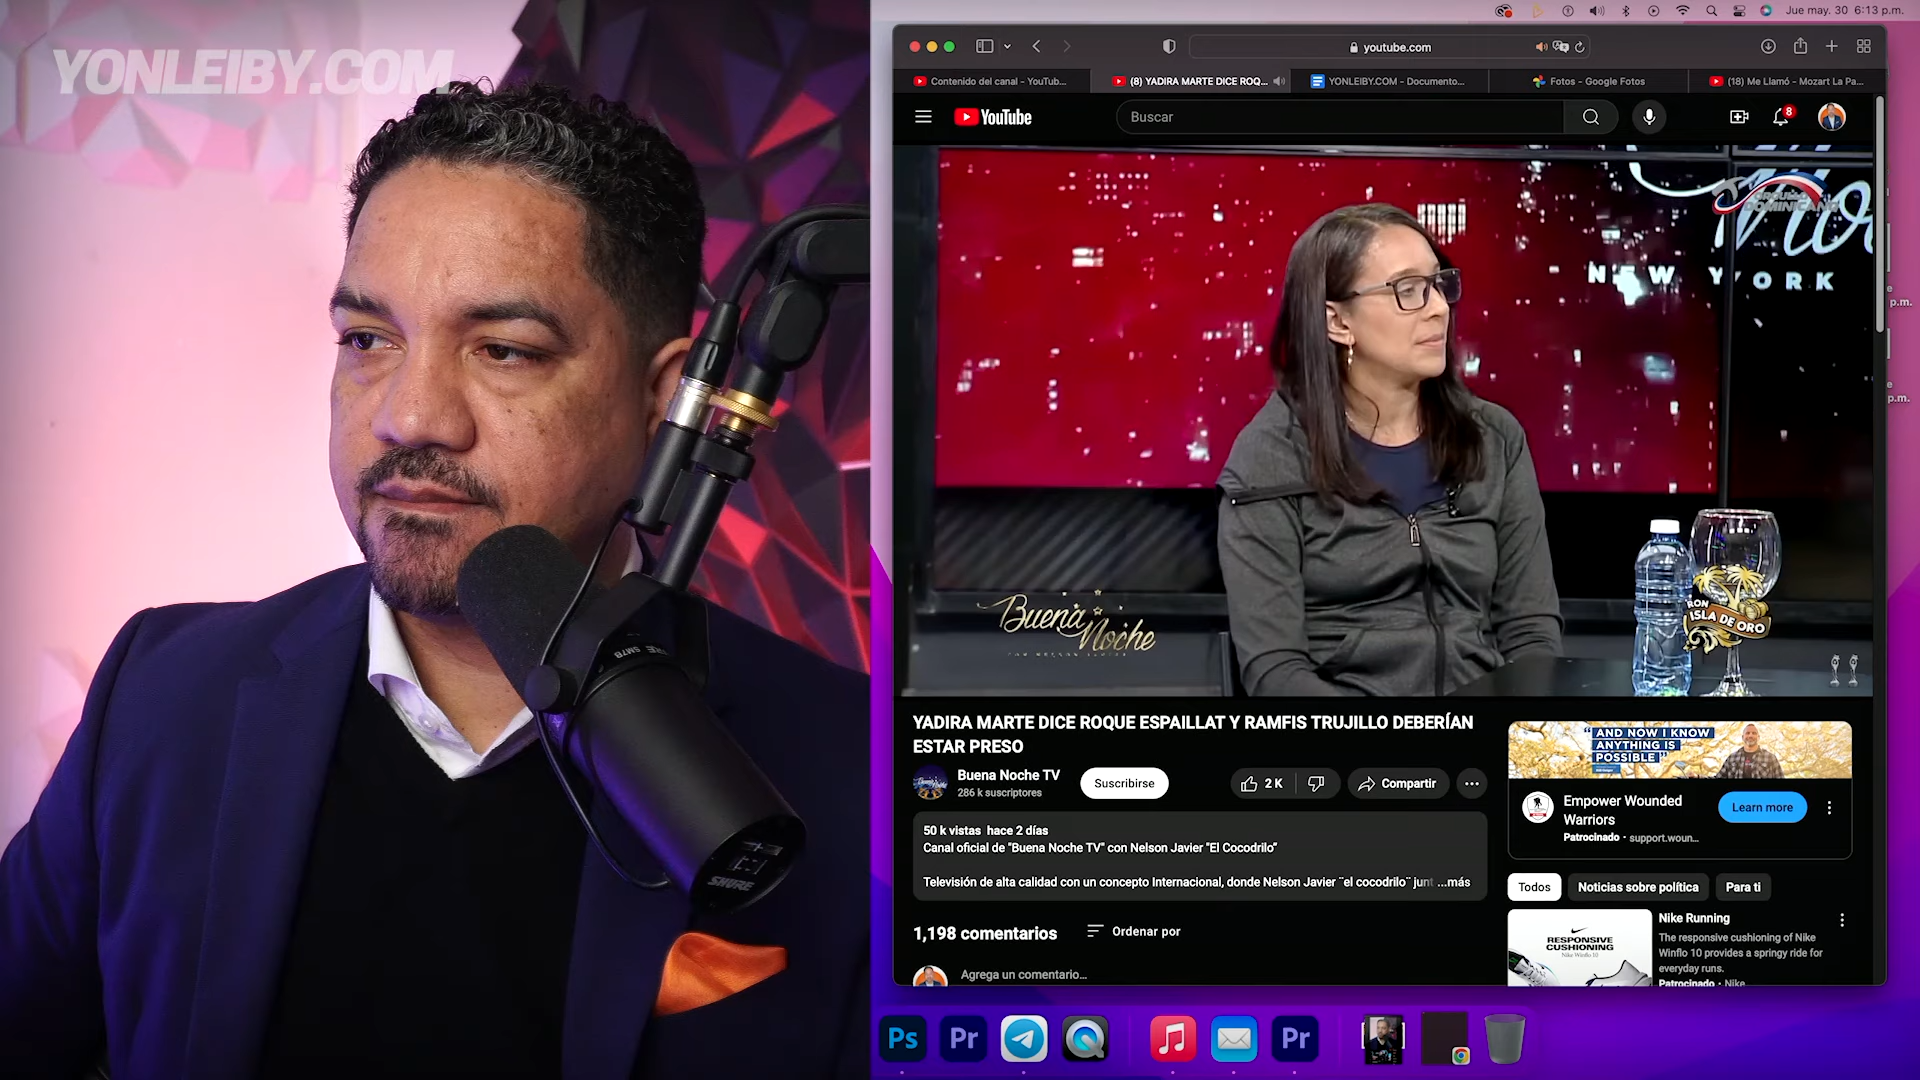 YONLEIBY.COM
Jue may. 30 6:13 p.m.
youtube.com
Contenido del canal - YouTub...
(8) YADIRA MARTE DICE ROQ...
YONLEIBY.COM - Documento...
Fotos - Google Fotos
(18) Me Llamó - Mozart La Pa...
YouTube
Buscar
8
DOMINICANO
NEW YORK
p.m.
p.m.
Buena
Noche
RON
ISLA DE ORO
SHURE SM7B
SHURE
YADIRA MARTE DICE ROQUE ESPAILLAT Y RAMFIS TRUJILLO DEBERÍAN
ESTAR PRESO
Buena Noche TV
286 k suscriptores
Suscribirse
2 K
Compartir
50 k vistas hace 2 días
Canal oficial de "Buena Noche TV" con Nelson Javier "El Cocodrilo"
Televisión de alta calidad con un concepto Internacional, donde Nelson Javier ¨el cocodrilo¨ junt ...más
1,198 comentarios
Ordenar por
Agrega un comentario...
“AND NOW I KNOW
ANYTHING IS
POSSIBLE”
Empower Wounded
Warriors
Patrocinado · support.woun...
Learn more
Todos
Noticias sobre política
Para ti
RESPONSIVE
CUSHIONING
Nike Winflo 10
Nike Running
The responsive cushioning of Nike
Winflo 10 provides a springy ride for
everyday runs.
Patrocinado · Nike
Ps
Pr
Pr